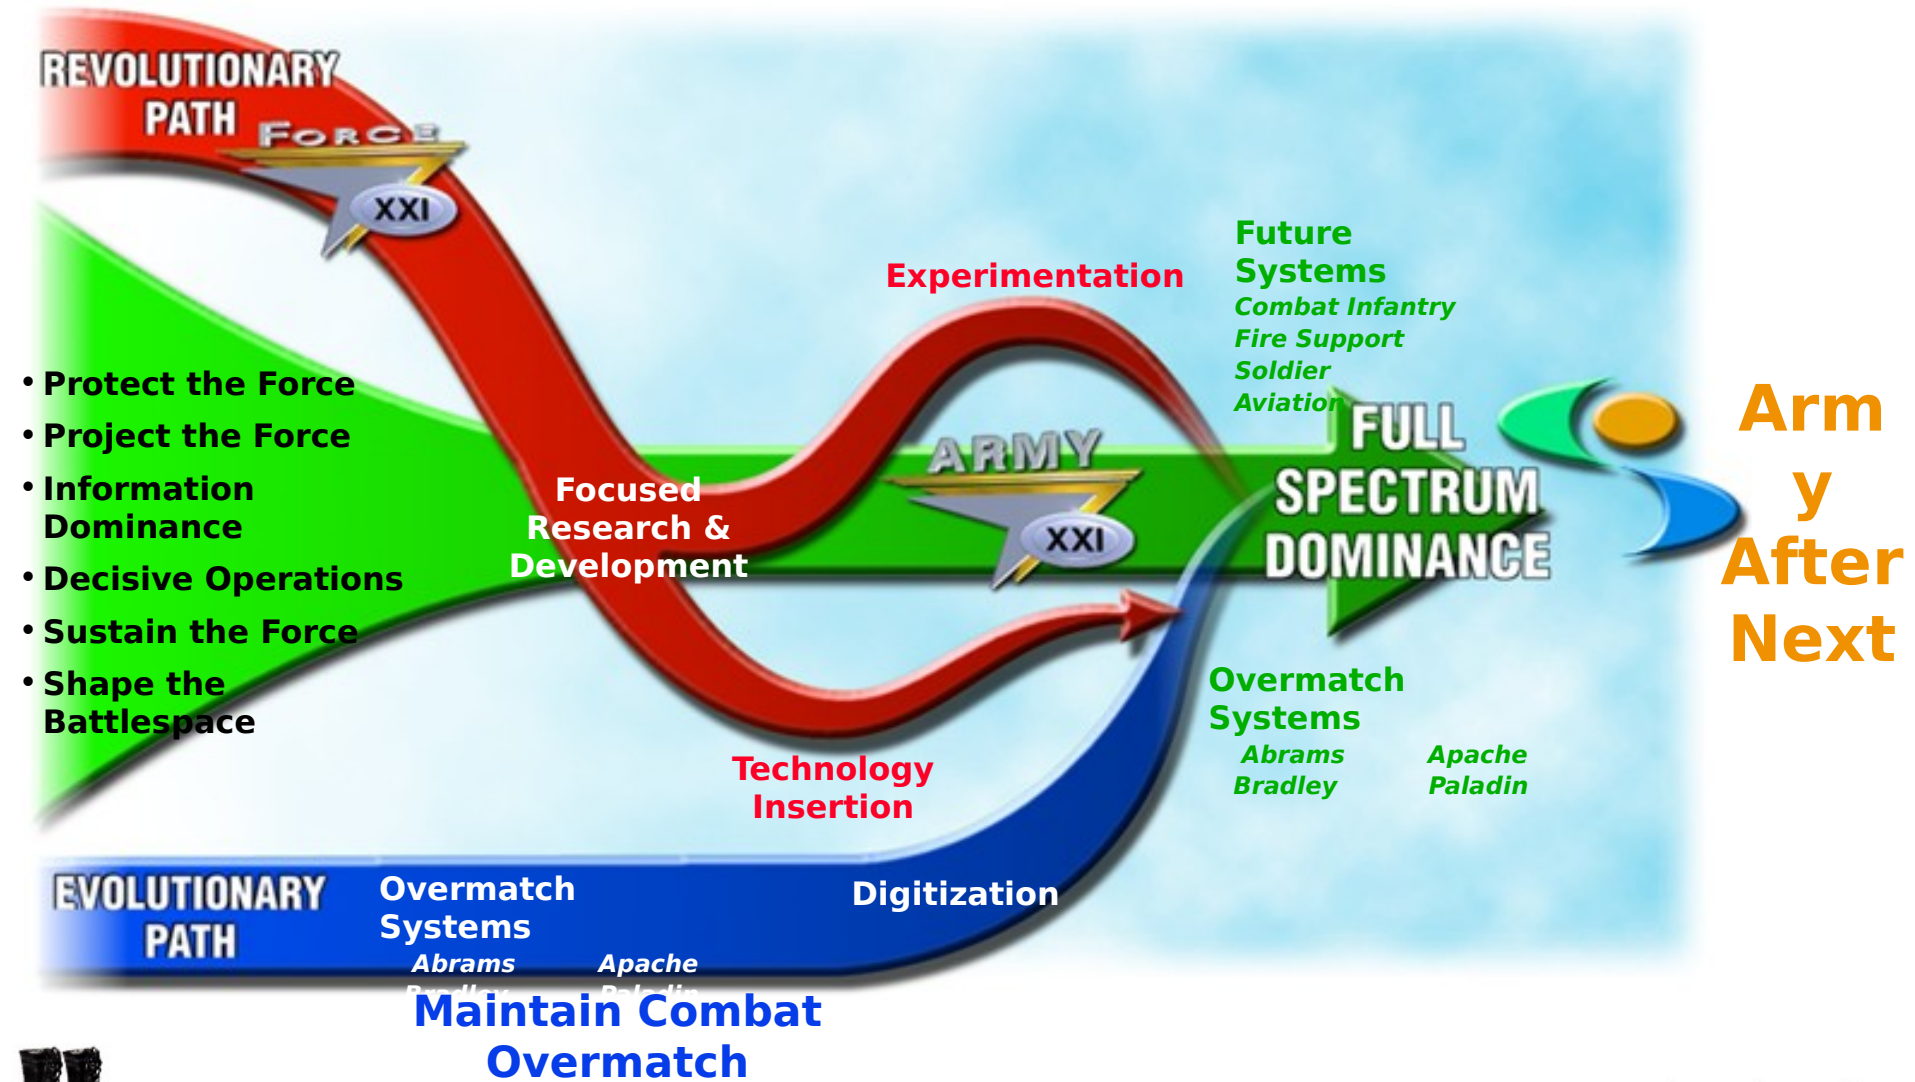 REVOLUTIONARY
PATH
FORCE
XXI
• Protect the Force
• Project the Force
• Information
Dominance
• Decisive Operations
• Sustain the Force
• Shape the
Battlespace
Focused
Research &
Development
Experimentation
ARMY
XXI
Technology
Insertion
Future
Systems
Combat Infantry
Fire Support
Soldier
Aviation
FULL
SPECTRUM
DOMINANCE
Arm
y
After
Next
Overmatch
Systems
Abrams Apache
Bradley Paladin
EVOLUTIONARY
PATH
Overmatch
Systems
Abrams Apache
Bradley Paladin
Digitization
Maintain Combat
Overmatch